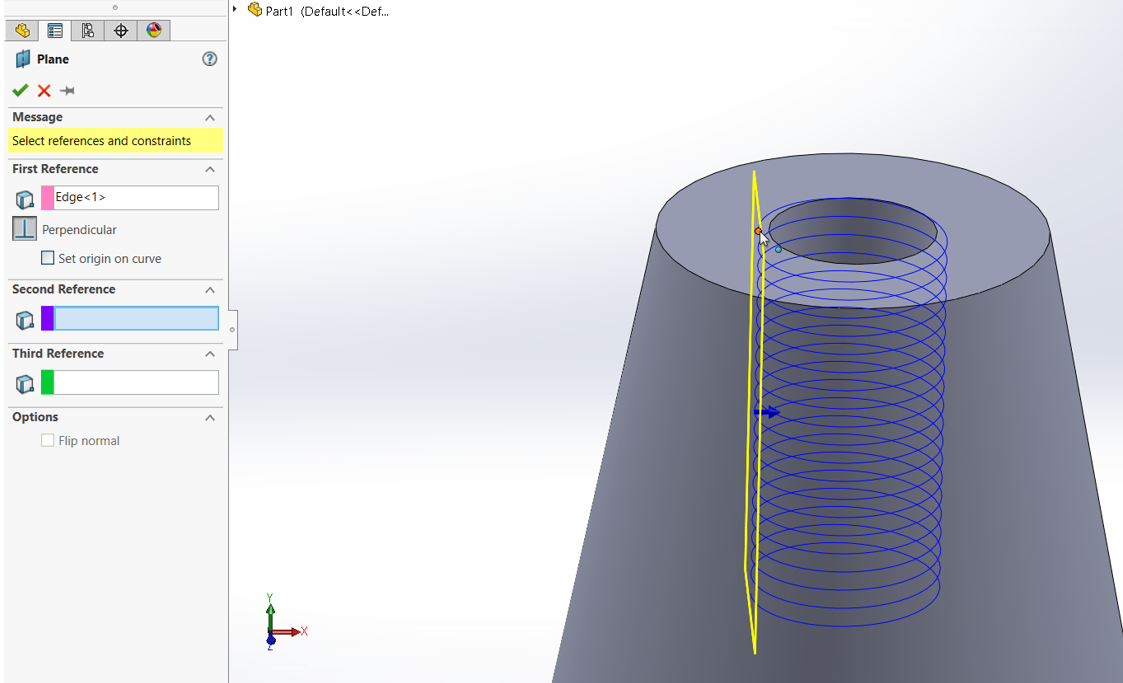 Part1 (Default<<Def...
Plane
Message
Select references and constraints
First Reference
Edge<1>
Perpendicular
Set origin on curve
Second Reference
Third Reference
Options
Flip normal
Y
X
Z